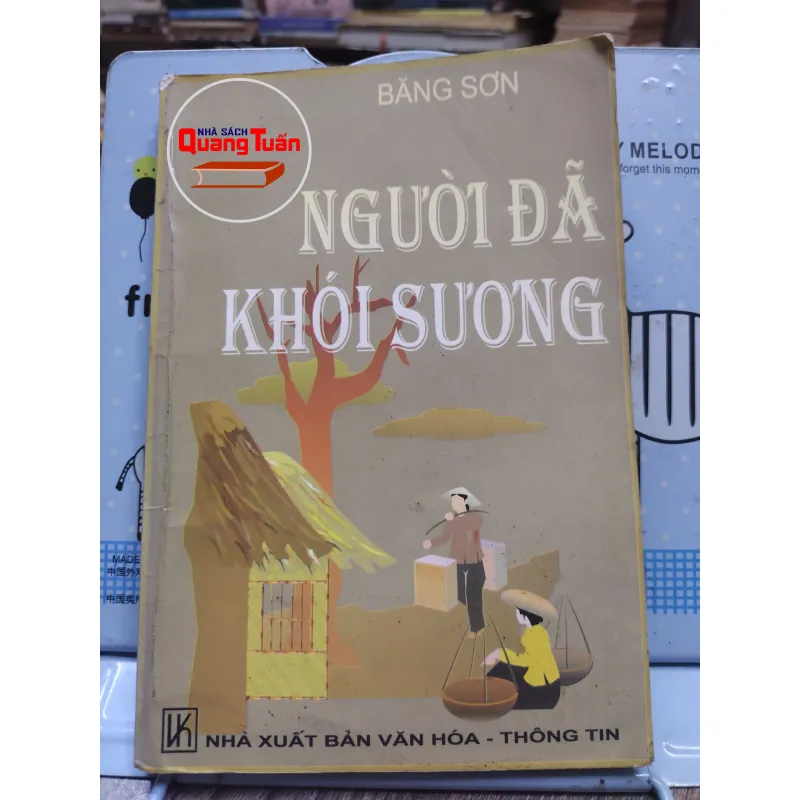 BĂNG SƠN
NHÀ SÁCH
Quang Tuấn
NGƯỜI ĐÃ
KHÓI SƯƠNG
MELOD
forget this mom
fr
MADE
NHÀ XUẤT BẢN VĂN HÓA - THÔNG TIN